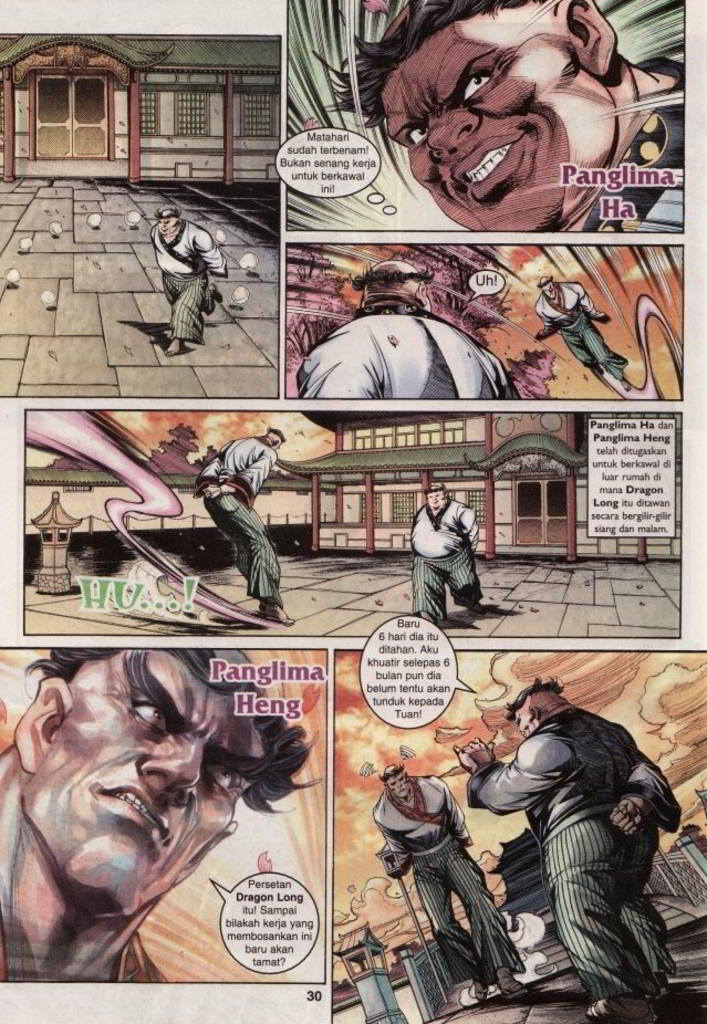 Matahari
sudah terbenam!
Bukan senang kerja
untuk berkawal
ini!
Panglima
Ha
Uh!
Panglima Ha dan
Panglima Heng
telah ditugaskan
untuk berkawal di
luar rumah di
mana Dragon
Long itu ditawan
secara bergilir-gilir
siang dan malam.
HU...!
Panglima
Heng
Persetan
Dragon Long
itu! Sampai
bilakah kerja yang
membosankan ini
baru akan
tamat?
Baru
6 hari dia itu
ditahan. Aku
khuatir selepas 6
bulan pun dia
belum tentu akan
tunduk kepada
Tuan!
30